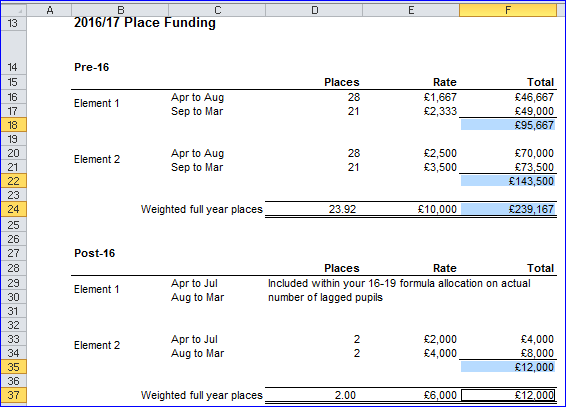 A B C D E F
13 2016/17 Place Funding
14 Pre-16
15 Places Rate Total
16 Element 1 Apr to Aug 28 £1,667 £46,667
17 Sep to Mar 21 £2,333 £49,000
18 £95,667
19
20 Element 2 Apr to Aug 28 £2,500 £70,000
21 Sep to Mar 21 £3,500 £73,500
22 £143,500
23
24 Weighted full year places 23.92 £10,000 £239,167
25
26
27 Post-16
28 Places Rate Total
29 Element 1 Apr to Jul Included within your 16-19 formula allocation on actual
30 Aug to Mar number of lagged pupils
31
32
33 Element 2 Apr to Jul 2 £2,000 £4,000
34 Aug to Mar 2 £4,000 £8,000
35 £12,000
36
37 Weighted full year places 2.00 £6,000 £12,000